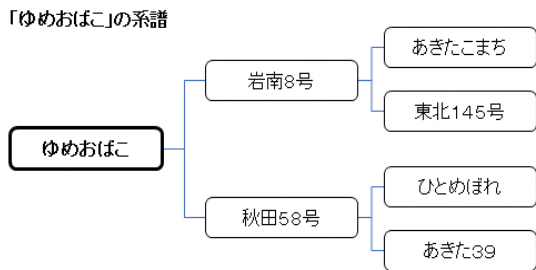 「ゆめおばこ」の系譜
あきたこまち
岩南8号
東北145号
ゆめおばこ
ひとめぼれ
秋田58号
あきた39